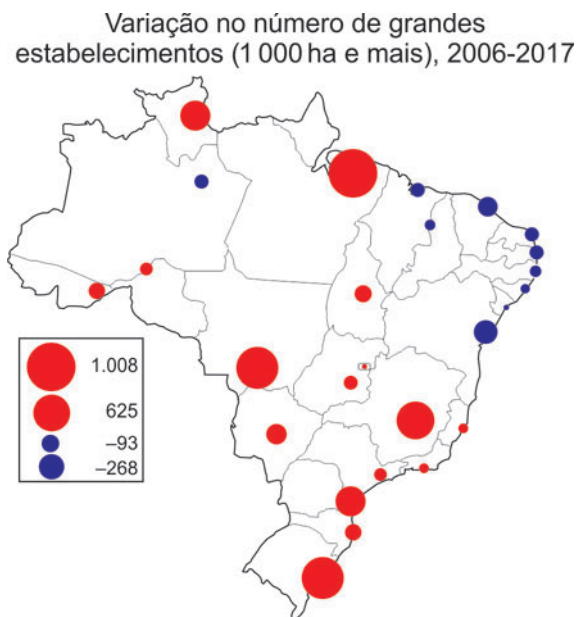 Variação no número de grandes
estabelecimentos (1 000 ha e mais), 2006-2017
1.008
625
–93
–268